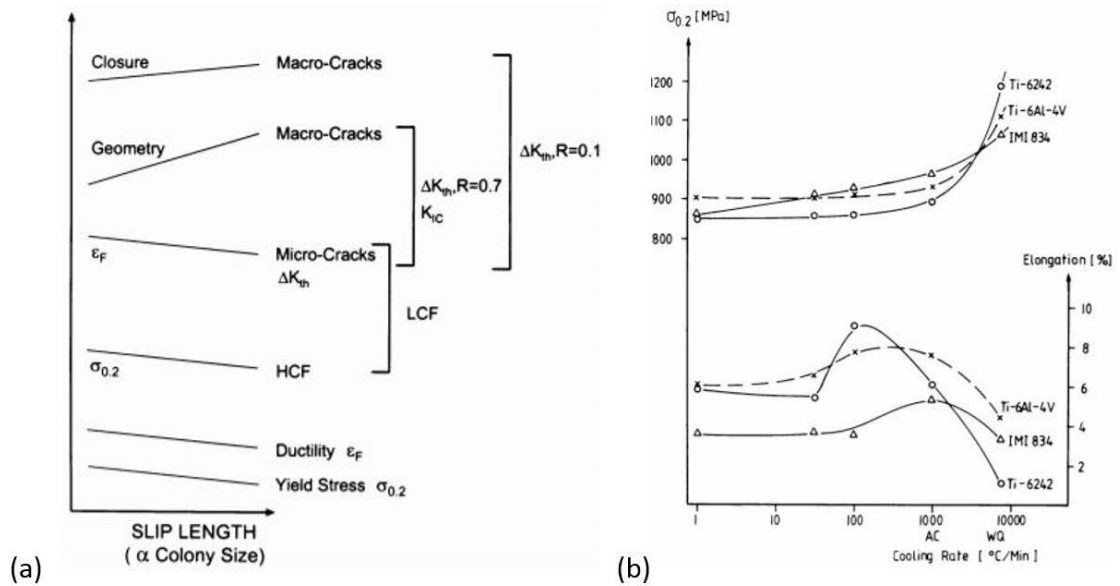 Closure
Macro-Cracks
Geometry
Macro-Cracks
ΔKth,R=0.1
ΔKth,R=0.7
KIC
εF
Micro-Cracks
ΔKth
LCF
σ0.2
HCF
Ductility εF
Yield Stress σ0.2
SLIP LENGTH
( α Colony Size)
(a)
σ0.2 [MPa]
1200
1100
1000
900
800
Ti-6242
Ti-6Al-4V
IMI 834
Elongation [%]
10
8
6
4
2
Ti-6Al-4V
IMI 834
Ti-6242
1 10 100 1000 10000
AC WQ
Cooling Rate [ °C/Min ]
(b)